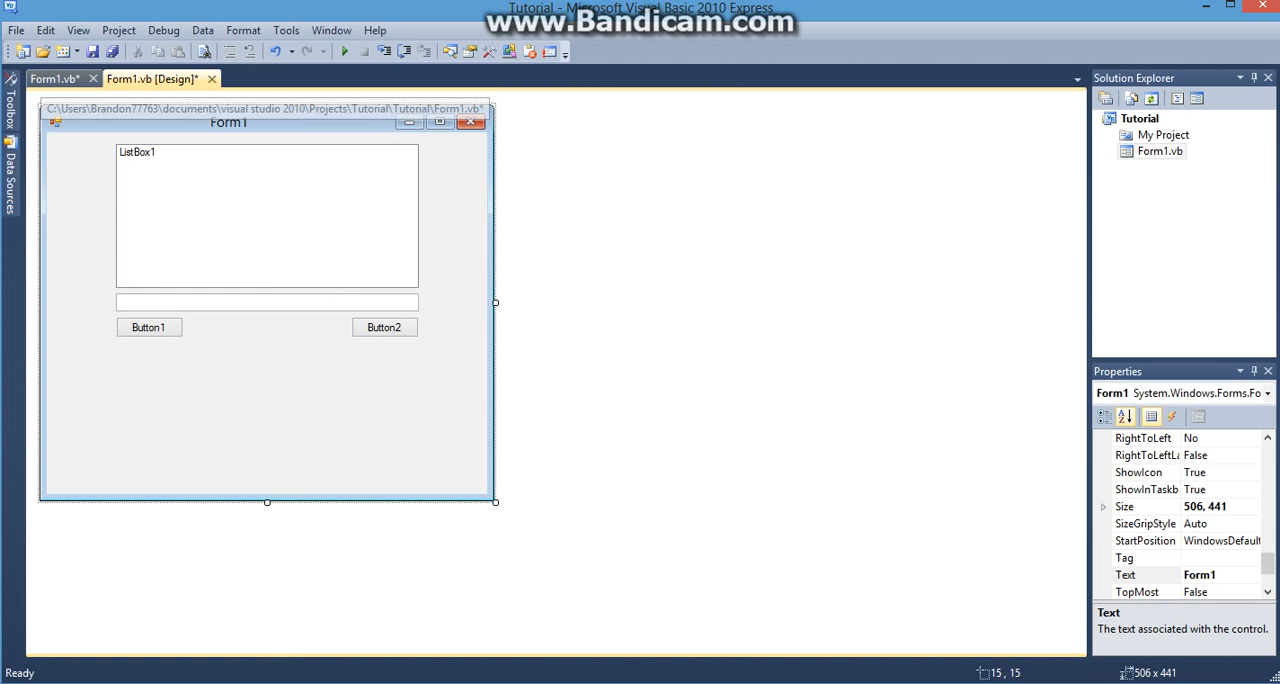 Tutorial - Microsoft Visual Basic 2010 Express
www.Bandicam.com
File Edit View Project Debug Data Format Tools Window Help
Form1.vb* Form1.vb [Design]*
Toolbox
Data Sources
C:\Users\Brandon77763\documents\visual studio 2010\Projects\Tutorial\Tutorial\Form1.vb*
Form1
ListBox1
Button1 Button2
Solution Explorer
Tutorial
My Project
Form1.vb
Properties
Form1 System.Windows.Forms.Fo
RightToLeft No
RightToLeftLa False
ShowIcon True
ShowInTaskb True
Size 506, 441
SizeGripStyle Auto
StartPosition WindowsDefault
Tag
Text Form1
TopMost False
Text
The text associated with the control.
Ready 15 , 15 506 x 441